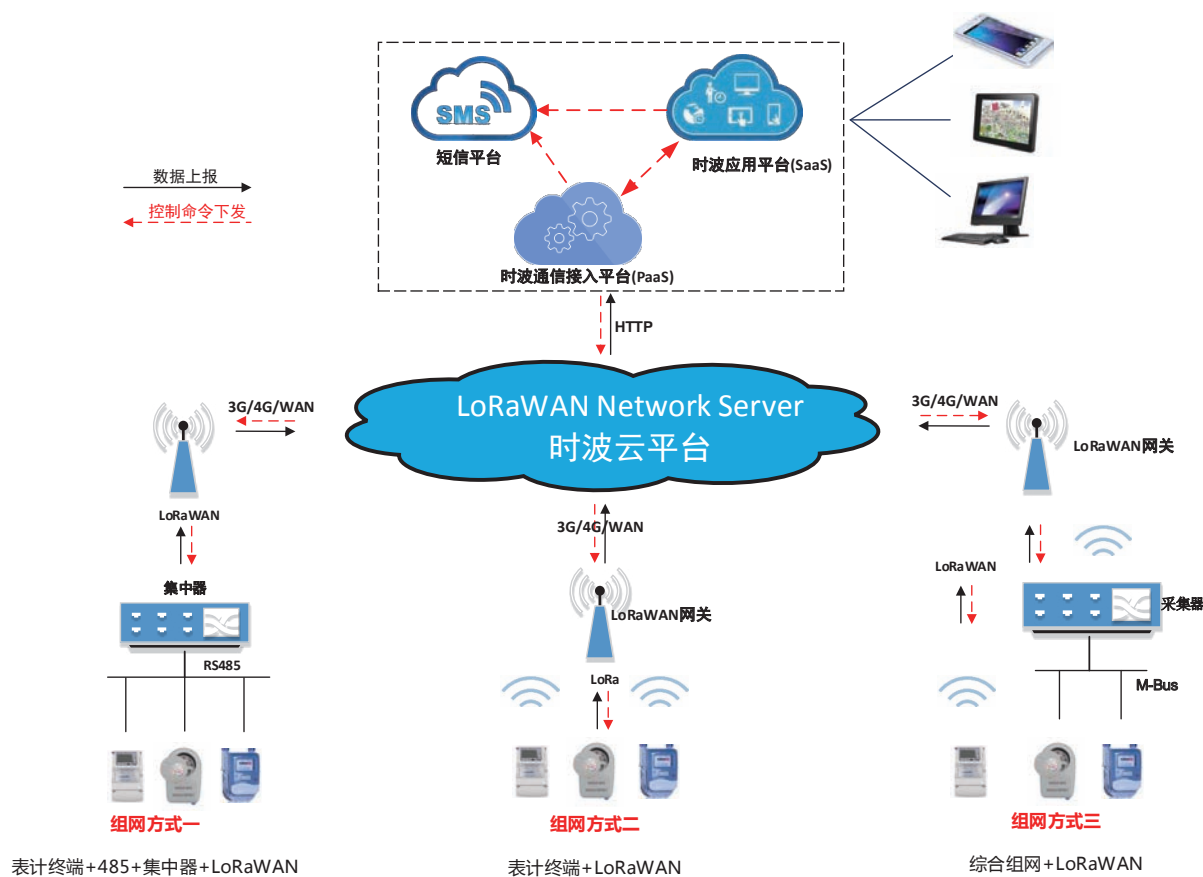 SMS
短信平台
时波应用平台(SaaS)
数据上报
控制命令下发
时波通信接入平台(PaaS)
HTTP
LoRaWAN Network Server
时波云平台
3G/4G/WAN
3G/4G/WAN
LoRaWAN网关
LoRaWAN
3G/4G/WAN
集中器
LoRaWAN
采集器
LoRaWAN网关
RS485
LoRa
M-Bus
组网方式一
组网方式二
组网方式三
表计终端+485+集中器+LoRaWAN
表计终端+LoRaWAN
综合组网+LoRaWAN